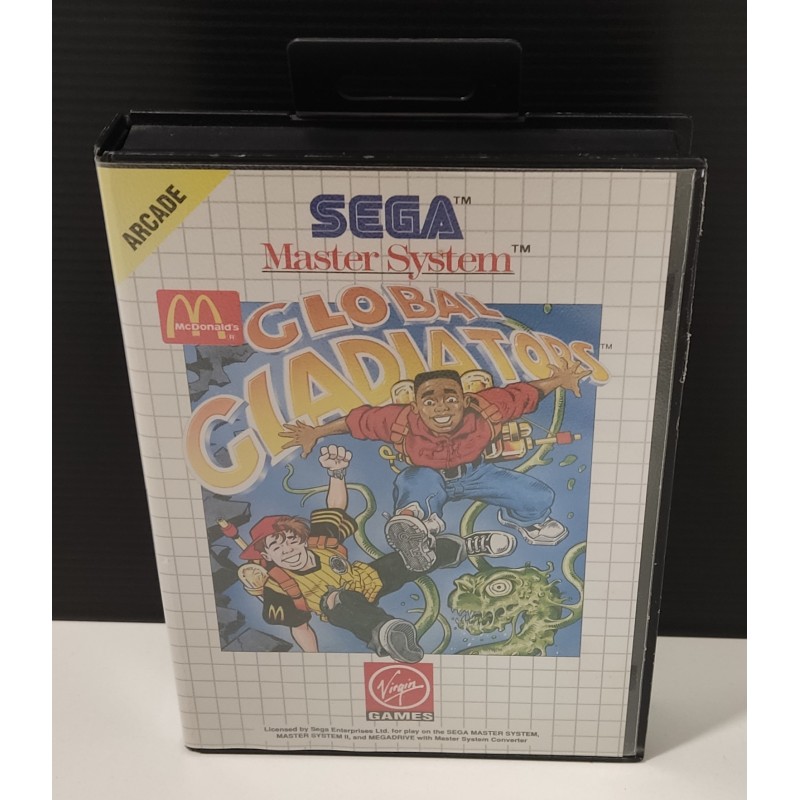 ARCADE
SEGA™
Master System™
McDonald's®
GLOBAL
GLADIATORS™
M
Virgin
GAMES
Licensed by Sega Enterprises Ltd. for play on the SEGA MASTER SYSTEM,
MASTER SYSTEM II, and MEGADRIVE with Master System Converter